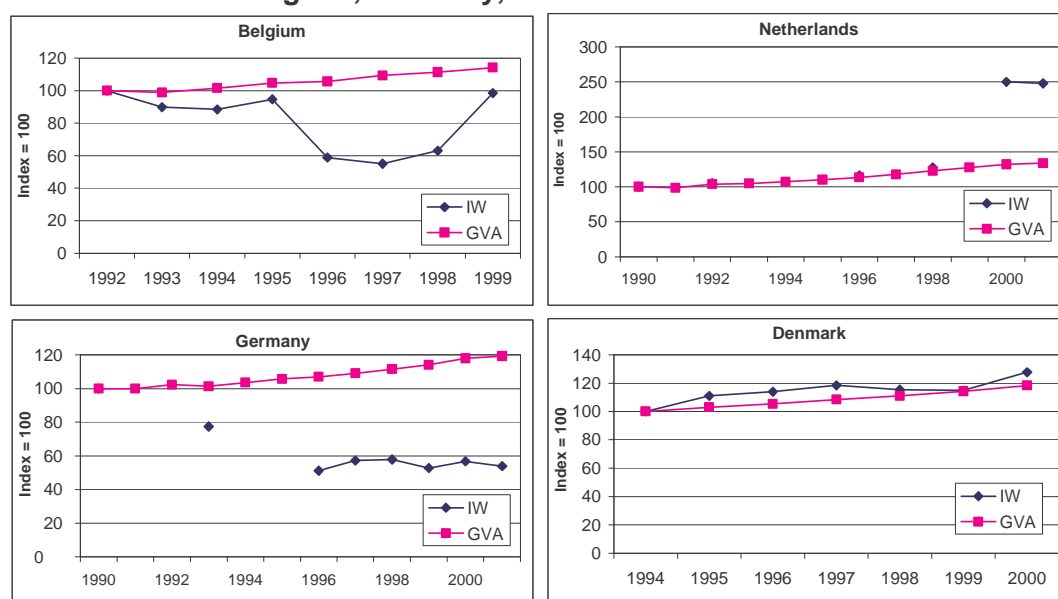 Belgium
120
100
80
60
40
20
0
Index = 100
1992 1993 1994 1995 1996 1997 1998 1999
IW
GVA
Netherlands
300
250
200
150
100
50
0
Index = 100
1990 1992 1994 1996 1998 2000
IW
GVA
Germany
120
100
80
60
40
20
0
Index = 100
1990 1992 1994 1996 1998 2000
IW
GVA
Denmark
140
120
100
80
60
40
20
0
Index = 100
1994 1995 1996 1997 1998 1999 2000
IW
GVA